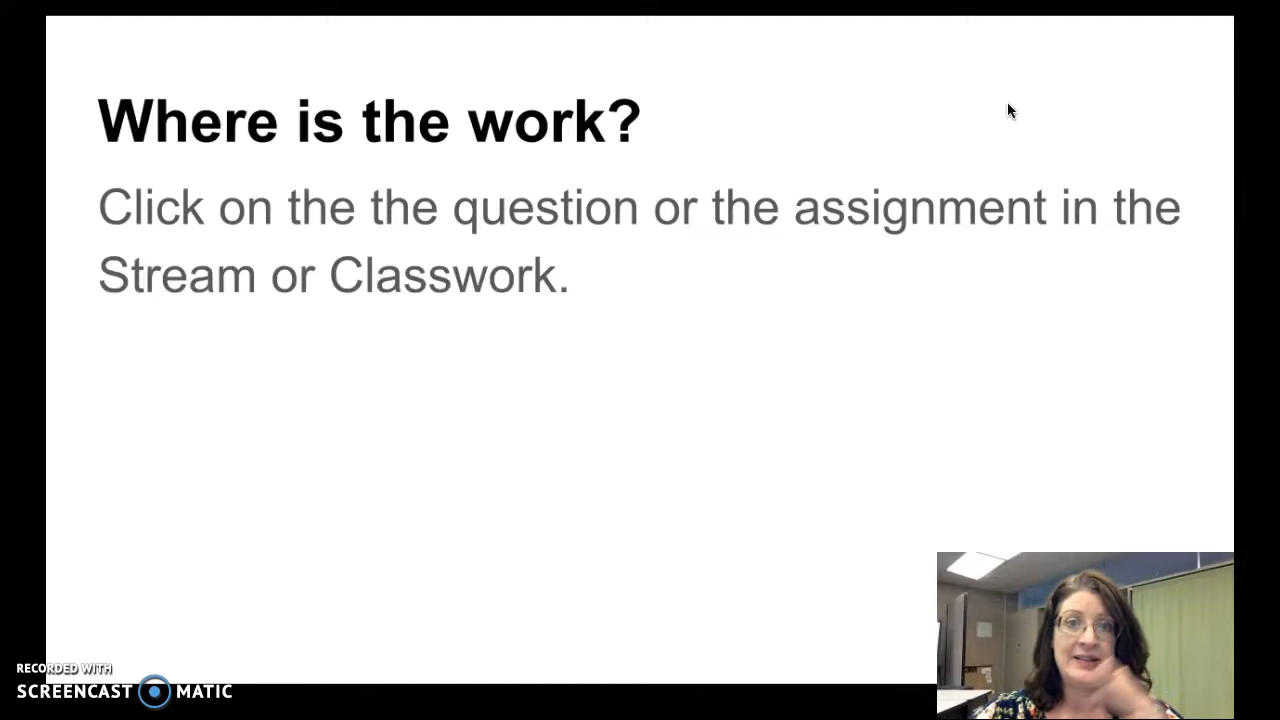 Where is the work?
Click on the the question or the assignment in the
Stream or Classwork.
RECORDED WITH
SCREENCAST MATIC